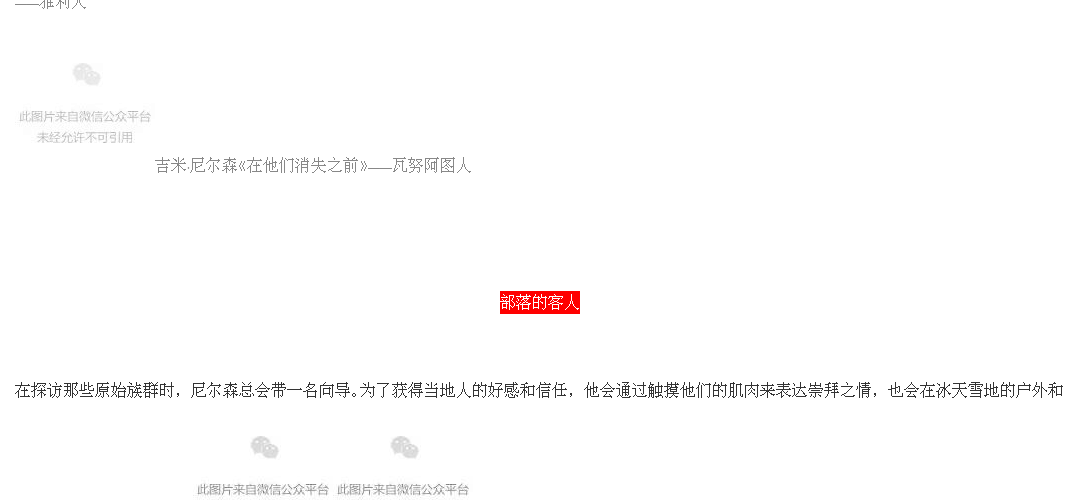 此图片来自微信公众平台
未经允许不可引用
吉米·尼尔森《在他们消失之前》——瓦努阿图人
部落的客人
在探访那些原始族群时，尼尔森总会带一名向导。为了获得当地人的好感和信任，他会通过触摸他们的肌肉来表达崇拜之情，也会在冰天雪地的户外和
此图片来自微信公众平台 此图片来自微信公众平台